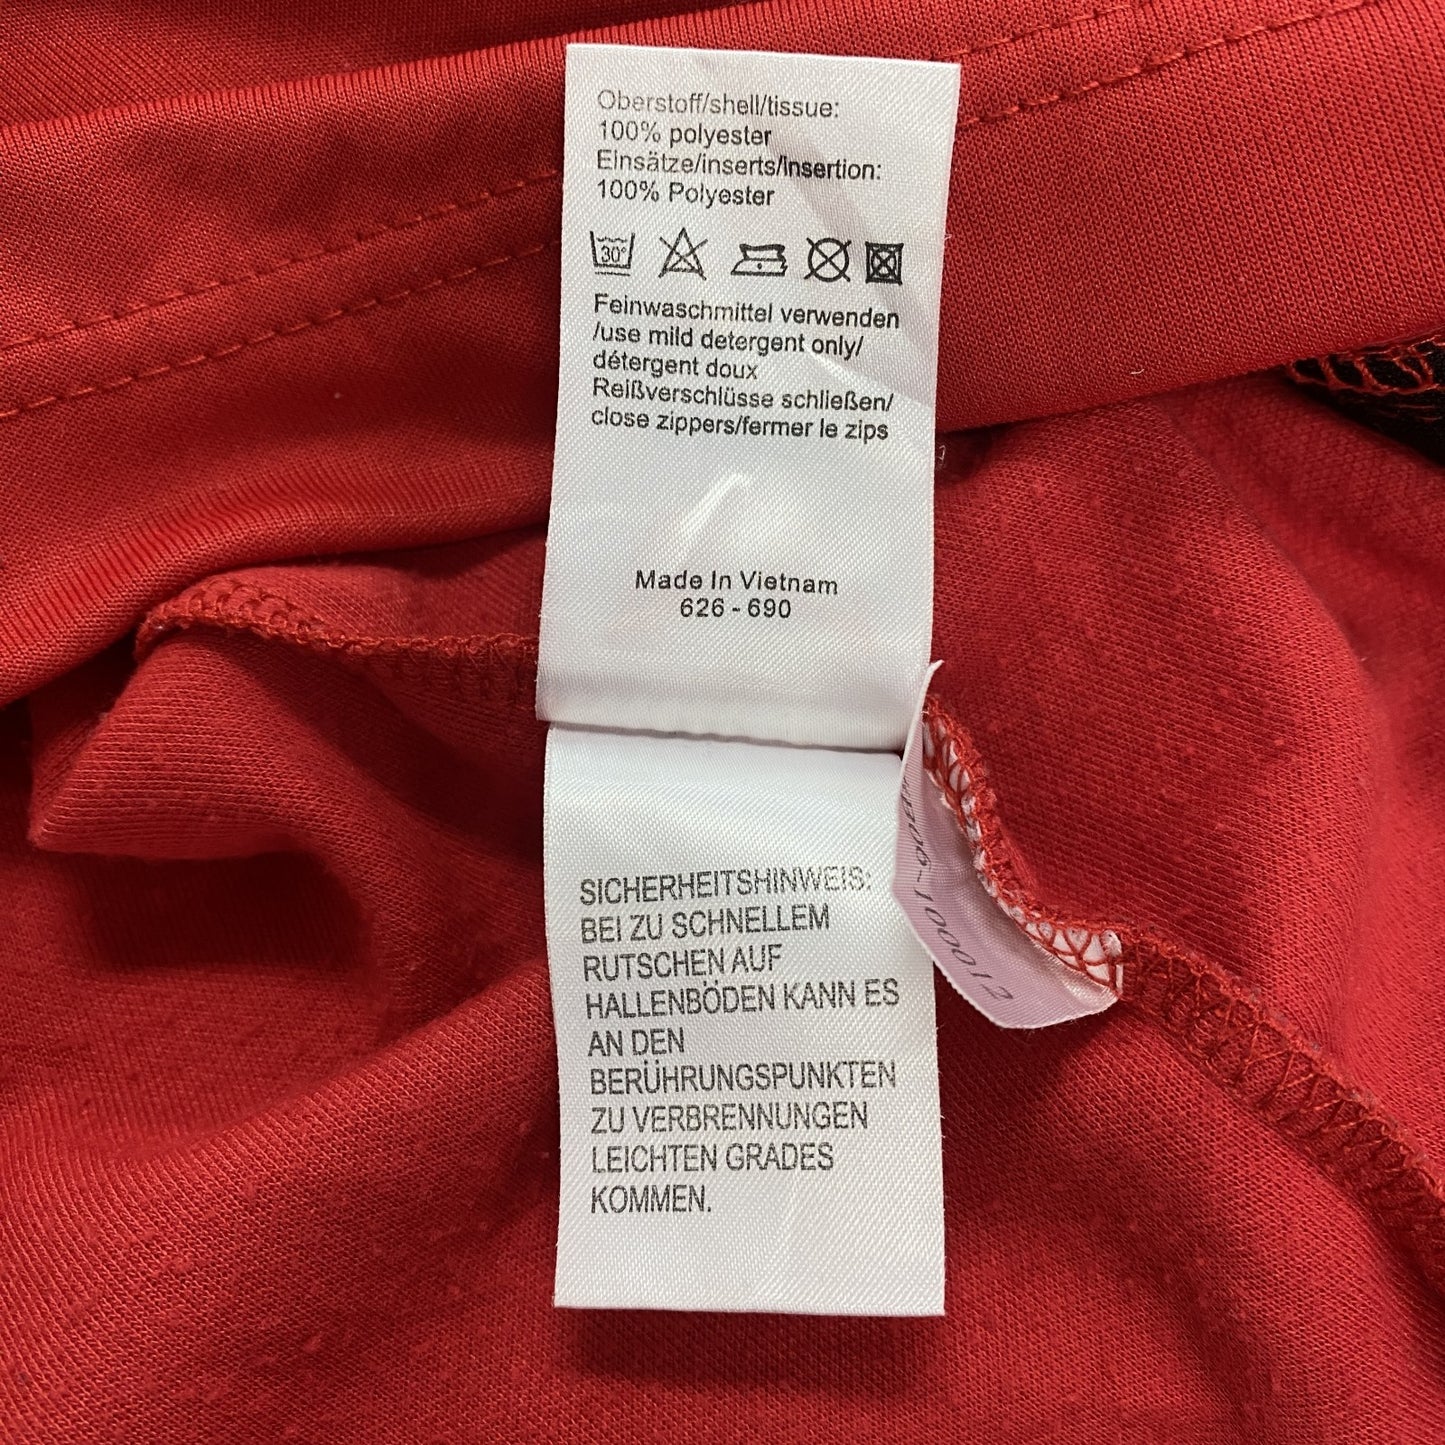 Oberstoff/shell/tissue:
100% polyester
Einsätze/inserts/Insertion:
100% Polyester
30°
Feinwaschmittel verwenden
/use mild detergent only/
détergent doux
Reißverschlüsse schließen/
close zippers/fermer le zips
Made In Vietnam
626 - 690
SICHERHEITSHINWEIS:
BEI ZU SCHNELLEM
RUTSCHEN AUF
HALLENBÖDEN KANN ES
AN DEN
BERÜHRUNGSPUNKTEN
ZU VERBRENNUNGEN
LEICHTEN GRADES
KOMMEN.